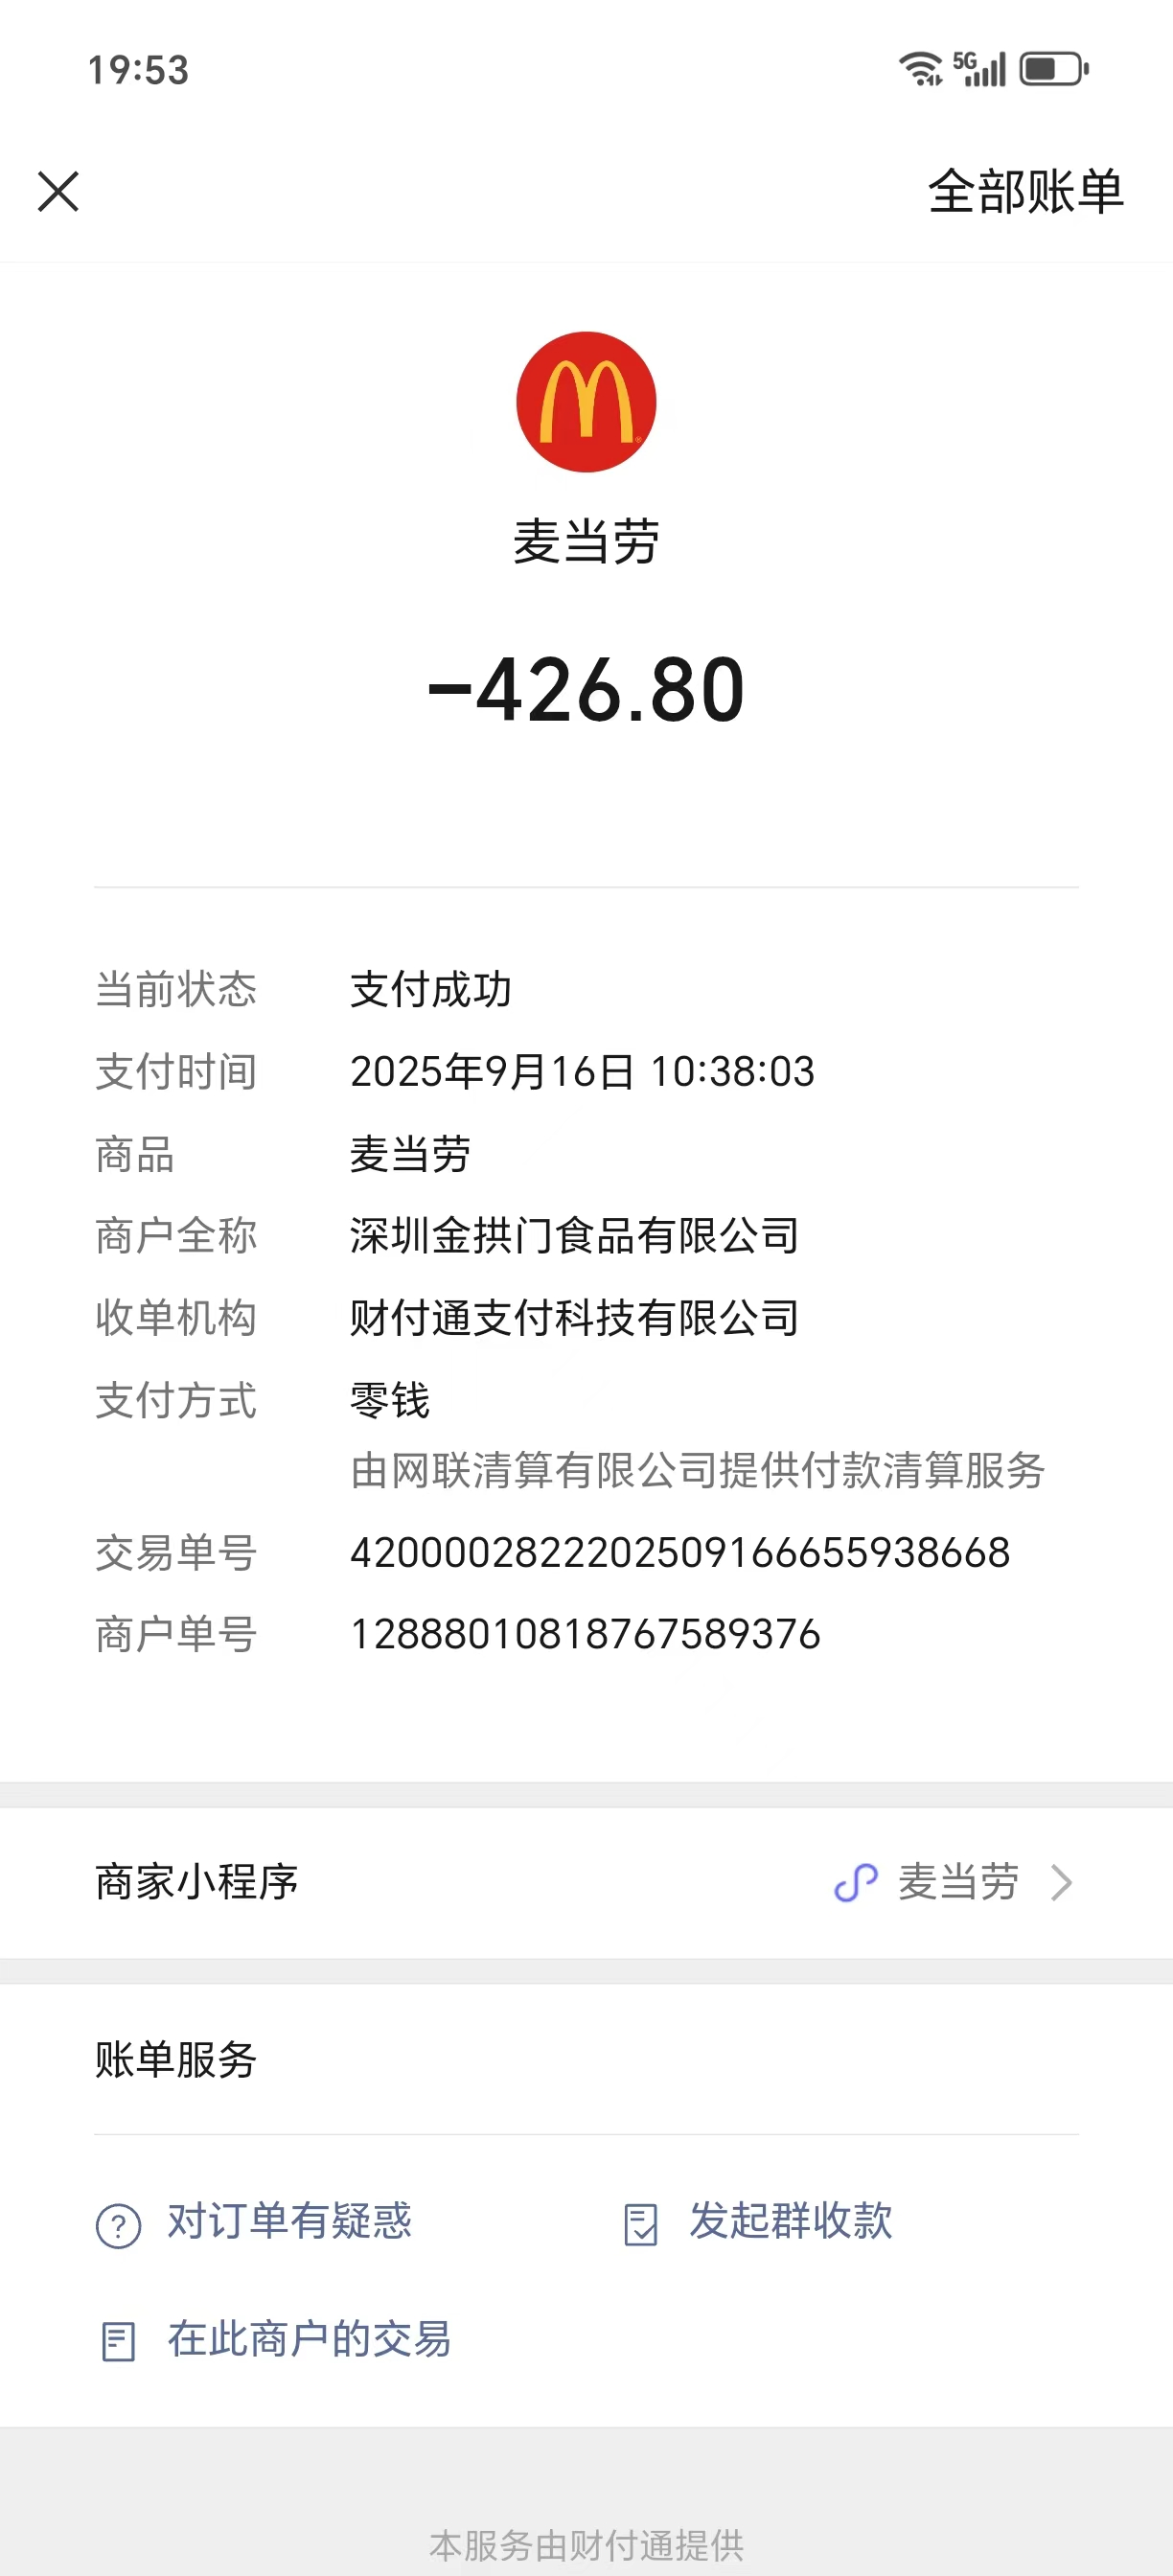 19:53
5G
全部账单
麦当劳
-426.80
当前状态 支付成功
支付时间 2025年9月16日 10:38:03
商品 麦当劳
商户全称 深圳金拱门食品有限公司
收单机构 财付通支付科技有限公司
支付方式 零钱
由网联清算有限公司提供付款清算服务
交易单号 4200002822202509166655938668
商户单号 12888010818767589376
商家小程序 麦当劳
账单服务
对订单有疑惑 发起群收款
在此商户的交易
本服务由财付通提供